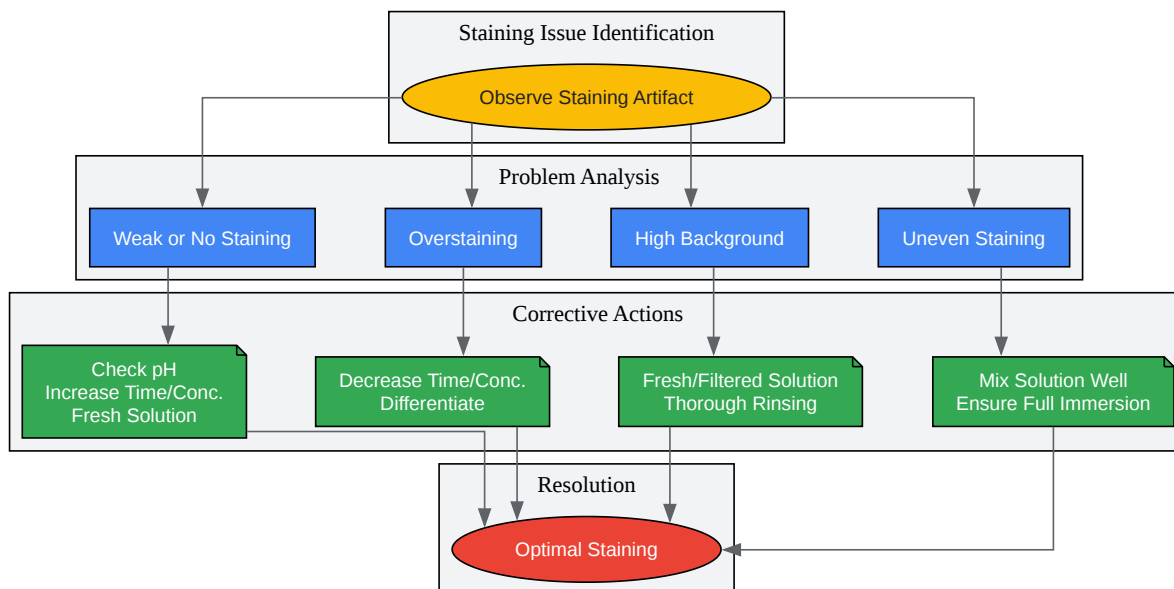 Staining Issue Identification
Observe Staining Artifact
Problem Analysis
Weak or No Staining
Overstaining
High Background
Uneven Staining
Corrective Actions
Check pH
Increase Time/Conc.
Fresh Solution
Decrease Time/Conc.
Differentiate
Fresh/Filtered Solution
Thorough Rinsing
Mix Solution Well
Ensure Full Immersion
Resolution
Optimal Staining